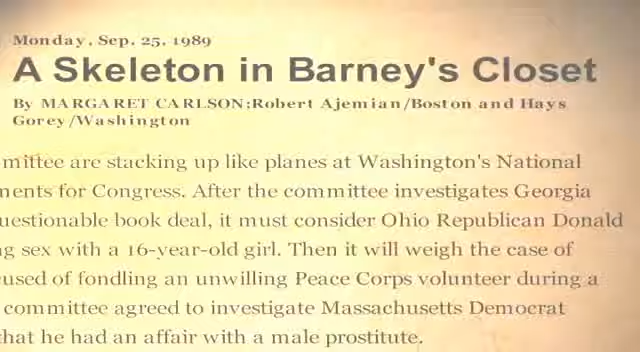 Monday, Sep. 25, 1989
A Skeleton in Barney's Closet
By MARGARET CARLSON;Robert Ajemian/Boston and Hays
Gorey/Washington
mittee are stacking up like planes at Washington's National
nents for Congress. After the committee investigates Georgia
uestionable book deal, it must consider Ohio Republican Donald
ng sex with a 16-year-old girl. Then it will weigh the case of
cused of fondling an unwilling Peace Corps volunteer during a
committee agreed to investigate Massachusetts Democrat
that he had an affair with a male prostitute.